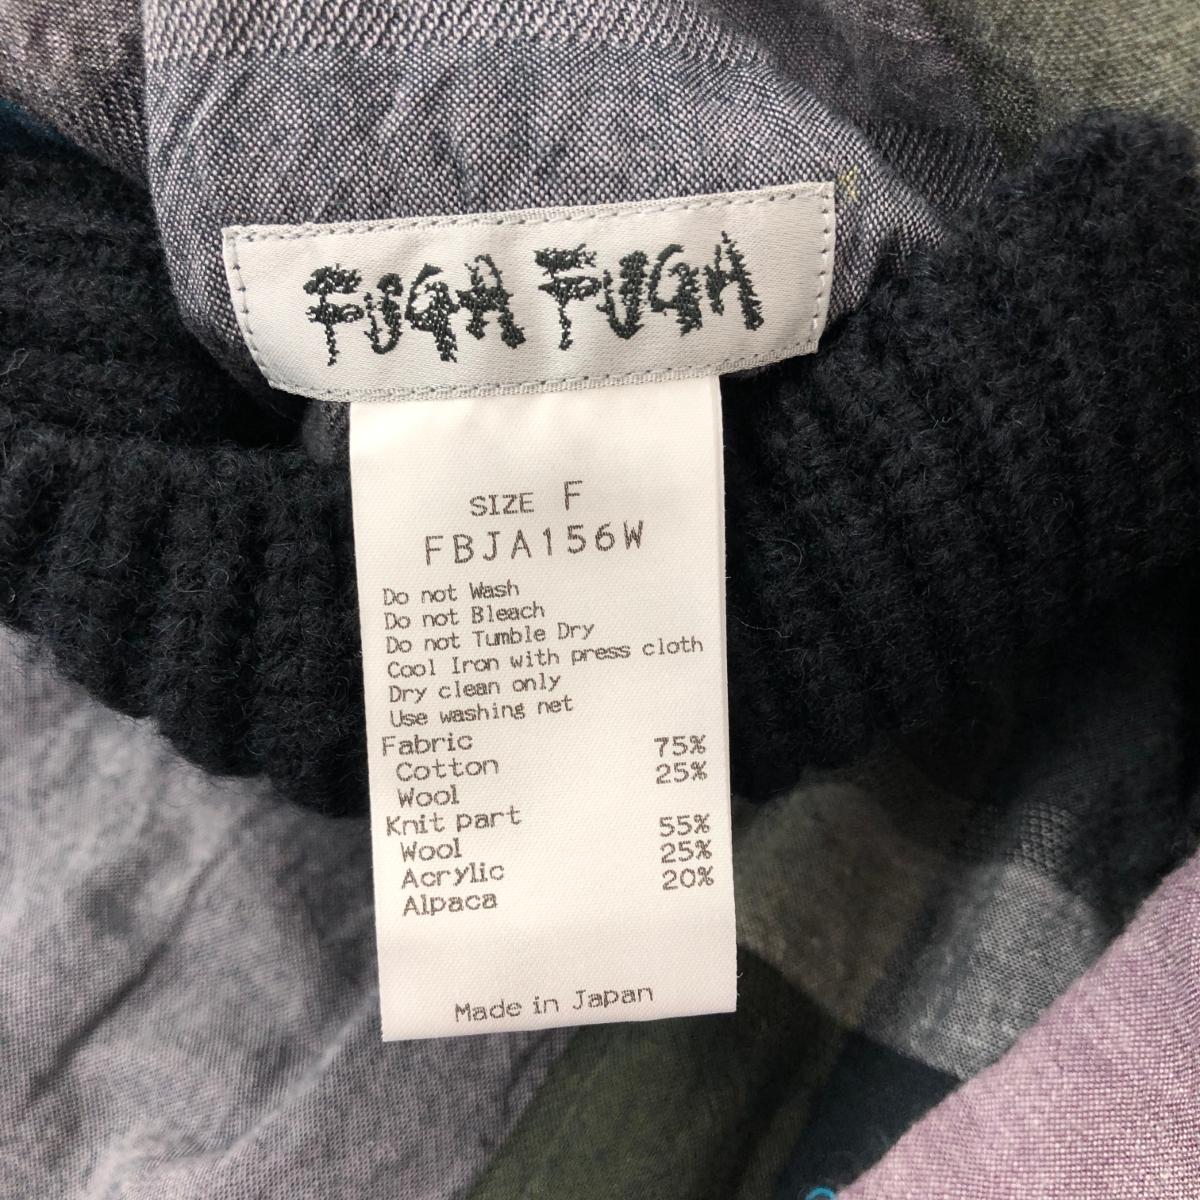 FUGA FUGA
SIZE F
FBJA156W
Do not Wash
Do not Bleach
Do not Tumble Dry
Cool Iron with press cloth
Dry clean only
Use washing net
Fabric
Cotton 75%
Wool 25%
Knit part
Wool 55%
Acrylic 25%
Alpaca 20%
Made in Japan